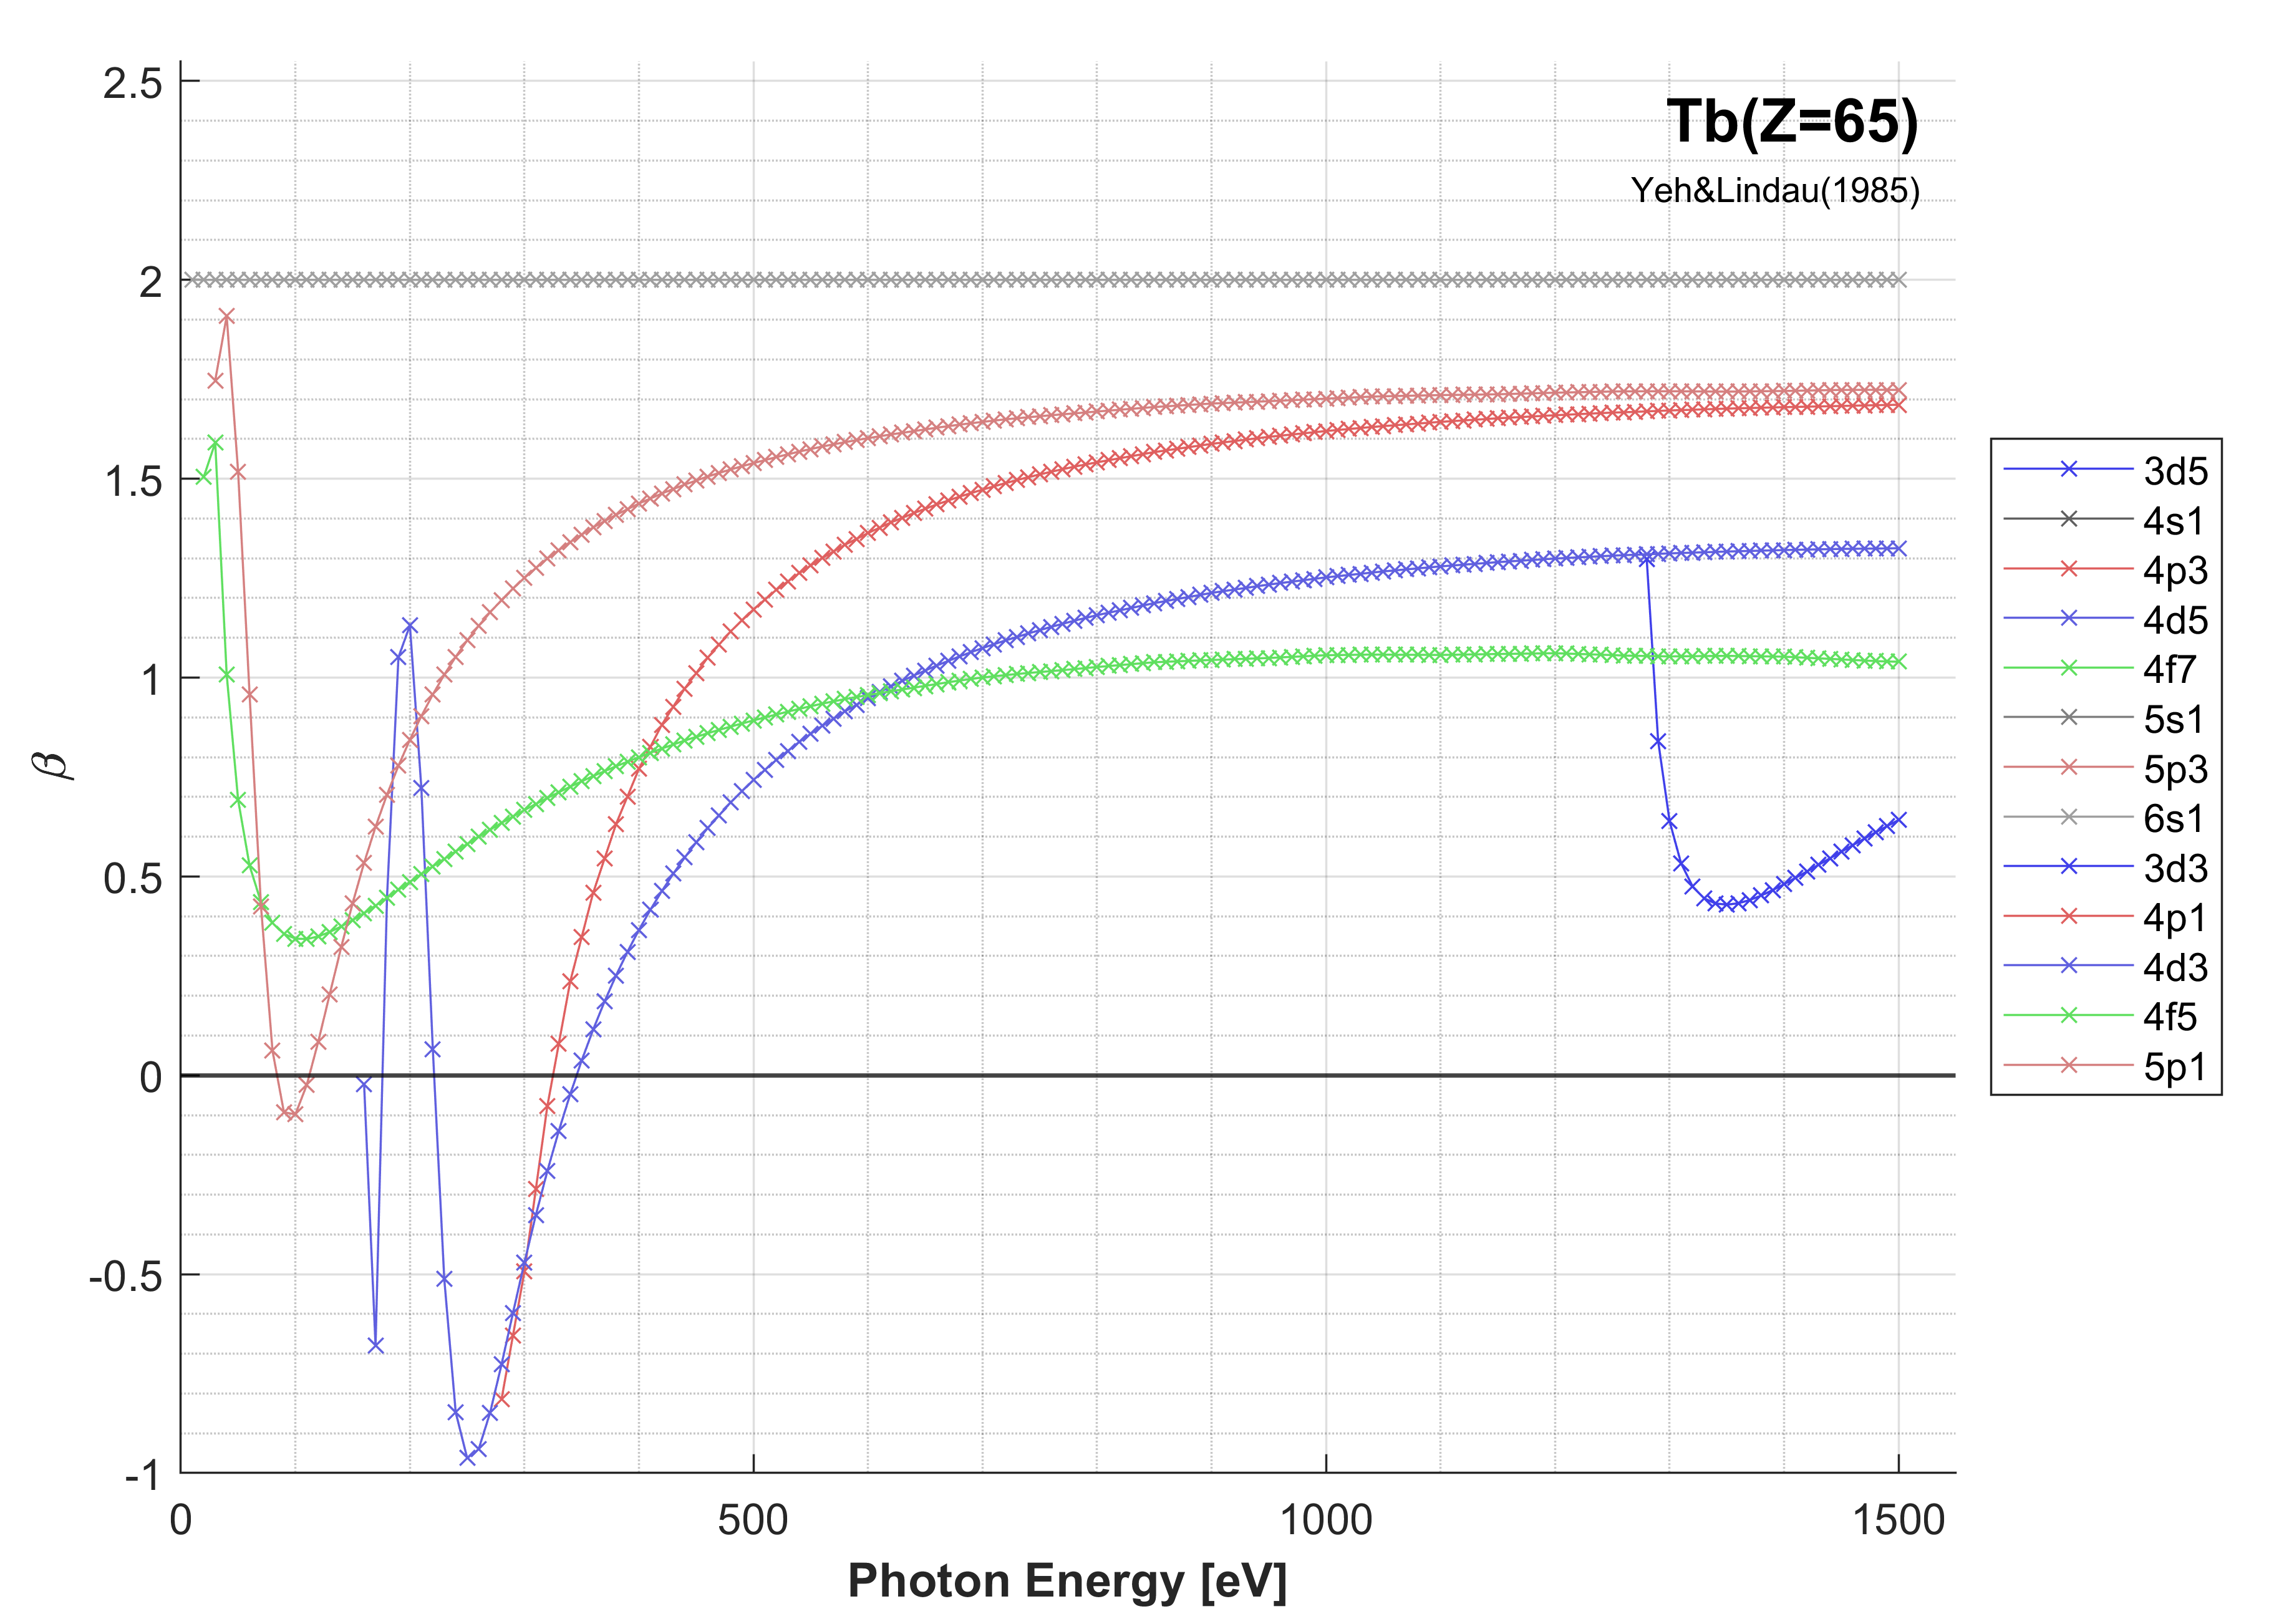 Tb(Z=65)
Yeh&Lindau(1985)
2.5
2
1.5
1
0.5
0
-0.5
-1
β
0 500 1000 1500
Photon Energy [eV]
3d5
4s1
4p3
4d5
4f7
5s1
5p3
6s1
3d3
4p1
4d3
4f5
5p1